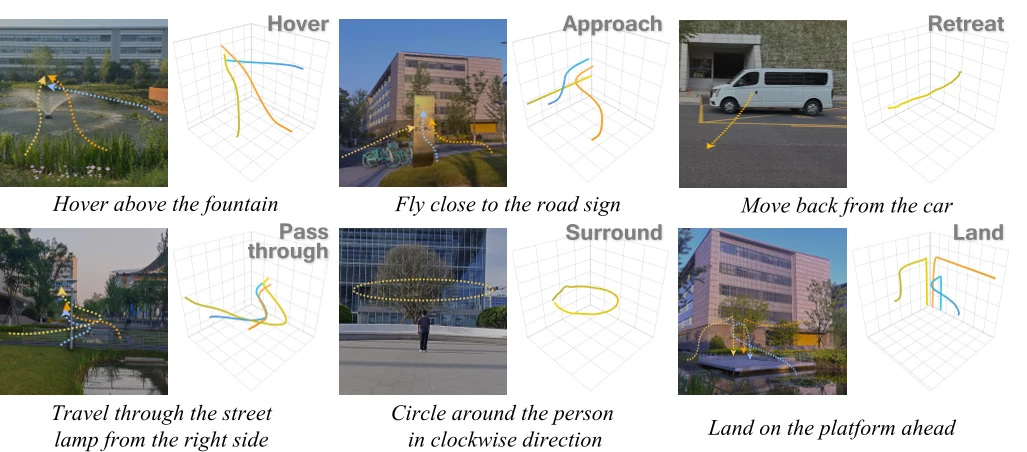 Hover
Approach
Retreat
Hover above the fountain
Fly close to the road sign
Move back from the car
Pass
through
Surround
Land
Travel through the street
lamp from the right side
Circle around the person
in clockwise direction
Land on the platform ahead